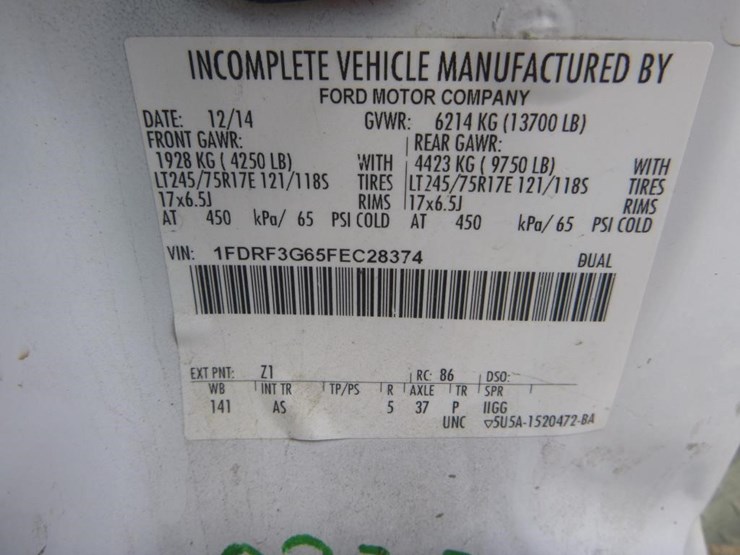 INCOMPLETE VEHICLE MANUFACTURED BY
FORD MOTOR COMPANY
DATE: 12/14 GVWR: 6214 KG (13700 LB)
FRONT GAWR: REAR GAWR:
1928 KG ( 4250 LB) WITH 4423 KG ( 9750 LB) WITH
LT245/75R17E 121/118S TIRES LT245/75R17E 121/118S TIRES
17x6.5J RIMS 17x6.5J RIMS
AT 450 kPa/ 65 PSI COLD AT 450 kPa/ 65 PSI COLD
VIN: 1FDRF3G65FEC28374 DUAL
EXT PNT: Z1 RC: 86 DSO:
WB INT TR TP/PS R AXLE TR SPR
141 AS 5 37 P IIGG
UNC ▽5U5A-1520472-BA